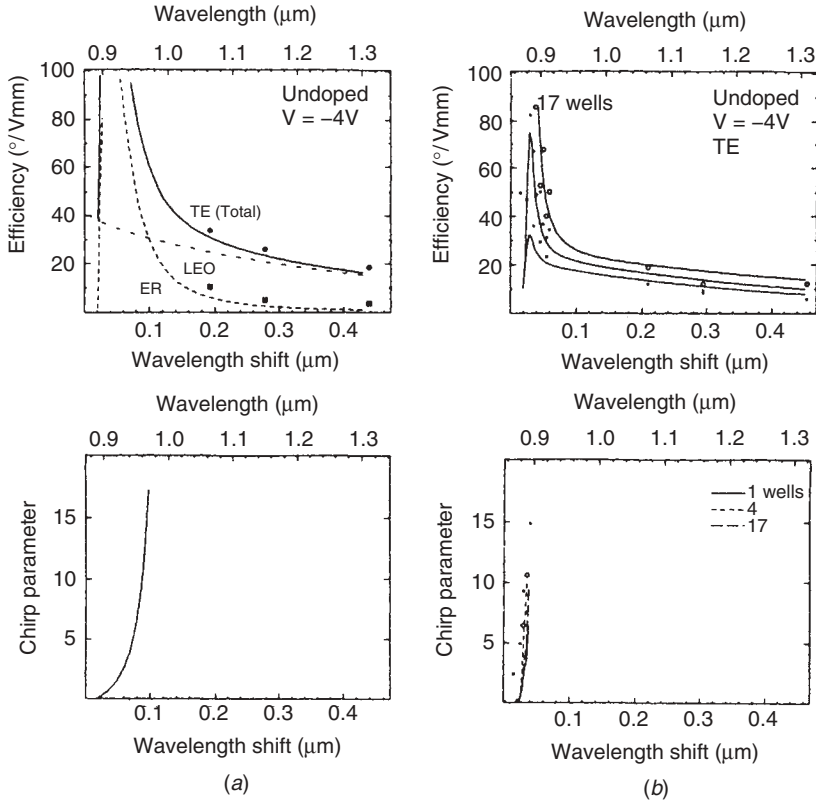 Wavelength (μm)
0.9 1.0 1.1 1.2 1.3
100
80
60
40
20
Efficiency (°/Vmm)
Undoped
V = −4V
TE (Total)
LEO
ER
0.1 0.2 0.3 0.4
Wavelength shift (μm)
Wavelength (μm)
0.9 1.0 1.1 1.2 1.3
100
80
60
40
20
Efficiency (°/Vmm)
17 wells
Undoped
V = −4V
TE
0.1 0.2 0.3 0.4
Wavelength shift (μm)
Wavelength (μm)
0.9 1.0 1.1 1.2 1.3
15
10
5
Chirp parameter
0.1 0.2 0.3 0.4
Wavelength shift (μm)
(a)
Wavelength (μm)
0.9 1.0 1.1 1.2 1.3
15
10
5
Chirp parameter
1 wells
4
17
0.1 0.2 0.3 0.4
Wavelength shift (μm)
(b)